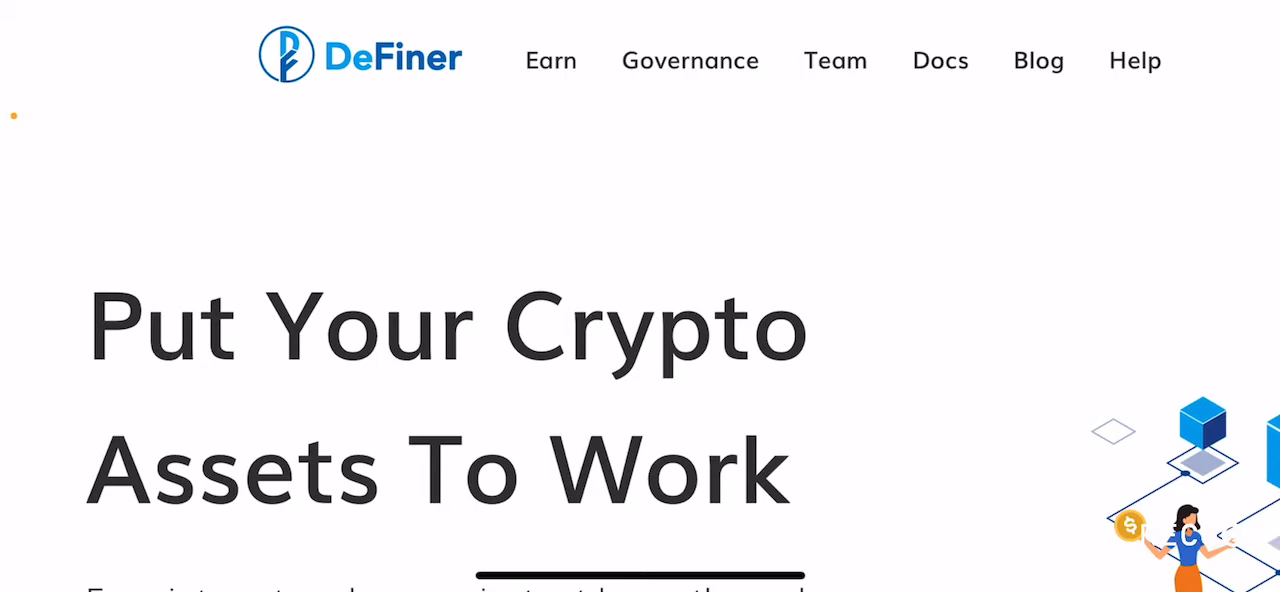 DeFiner
Earn Governance Team Docs Blog Help
Put Your Crypto
Assets To Work